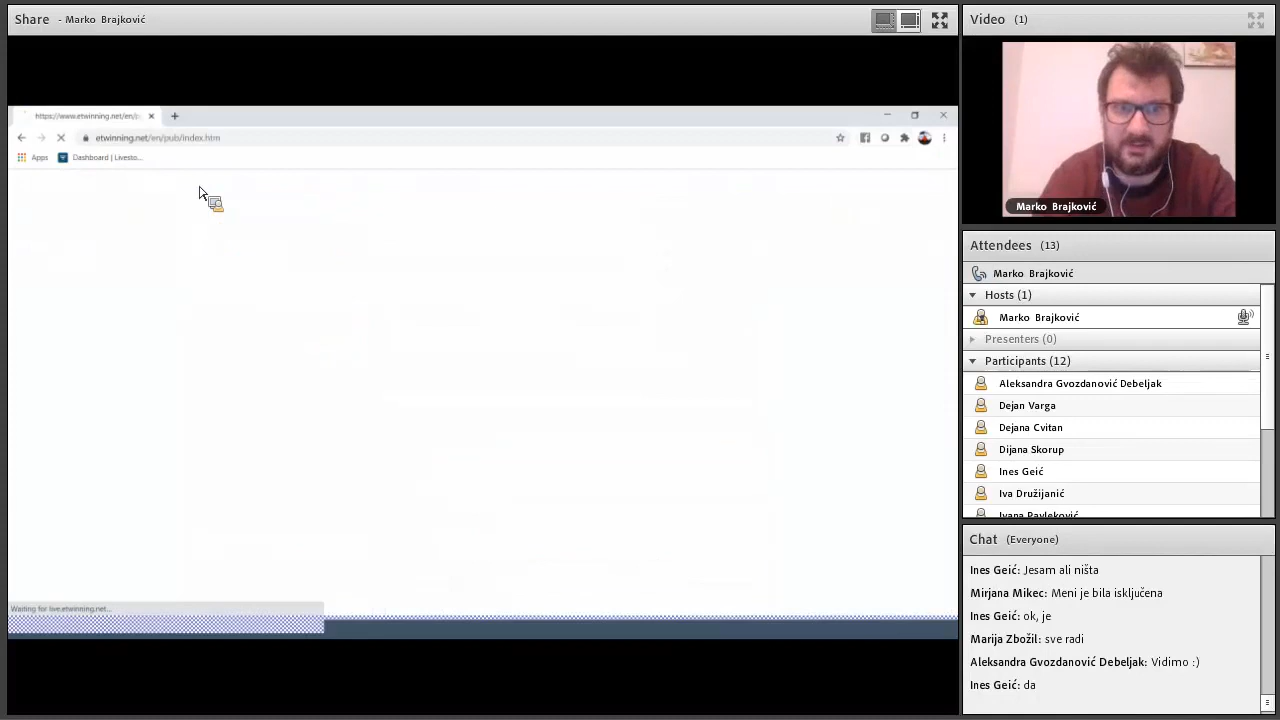 Share - Marko Brajković
https://www.etwinning.net/en/p
etwinning.net/en/pub/index.htm
Apps Dashboard | Livesto...
Waiting for live.etwinning.net...
Video (1)
Marko Brajković
Attendees (13)
Marko Brajković
Hosts (1)
Marko Brajković
Presenters (0)
Participants (12)
Aleksandra Gvozdanović Debeljak
Dejan Varga
Dejana Cvitan
Dijana Skorup
Ines Geić
Iva Družijanić
Ivana Pavleković
Chat (Everyone)
Ines Geić: Jesam ali ništa
Mirjana Mikec: Meni je bila isključena
Ines Geić: ok, je
Marija Zbožil: sve radi
Aleksandra Gvozdanović Debeljak: Vidimo :)
Ines Geić: da